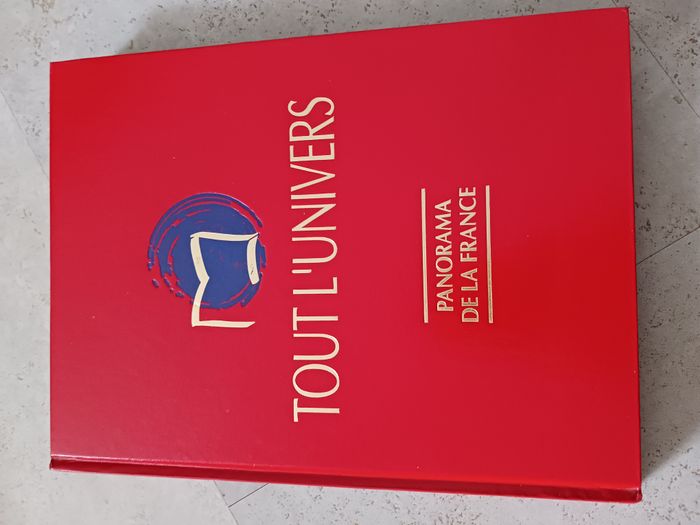 TOUT L'UNIVERS
PANORAMA
DE LA FRANCE